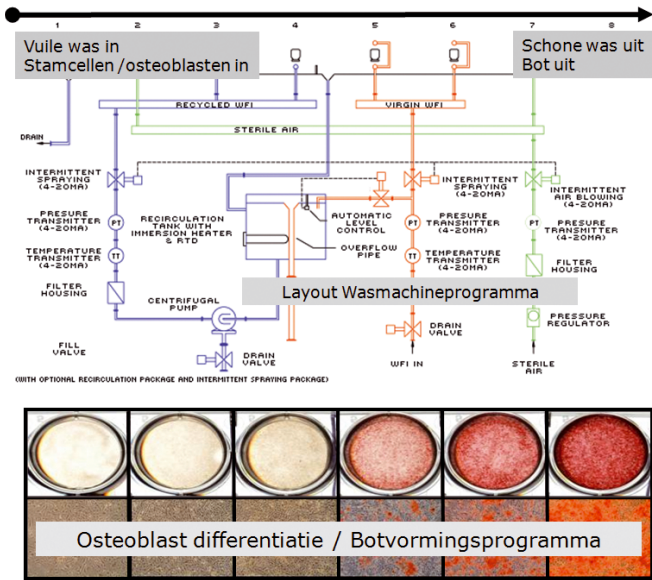 1 2 3 4 5 6 7 8
Vuile was in
Stamcellen /osteoblasten in
Schone was uit
Bot uit
RECYCLED WFI
VIRGIN WFI
STERILE AIR
DRAIN
INTERMITTENT
SPRAYING
(4-20MA)
PRESURE
TRANSMITTER
(4-20MA)
TEMPERATURE
TRANSMITTER
(4-20MA)
FILTER
HOUSING
PT
TT
RECIRCULATION
TANK WITH
IMMERSION HEATER
& RTD
AUTOMATIC
LEVEL
CONTROL
OVERFLOW
PIPE
CENTRIFUGAL
PUMP
INTERMITTENT
SPRAYING
(4-20MA)
PT
PRESSURE
TRANSMITTER
(4-20MA)
TT
TEMPERATURE
TRANSMITTER
(4-20MA)
INTERMITTENT
AIR BLOWING
(4-20MA)
PT
PRESURE
TRANSMITTER
(4-20MA)
FILTER
HOUSING
PRESSURE
REGULATOR
Layout Wasmachineprogramma
FILL
VALVE
DRAIN
VALVE
DRAIN
VALVE
WFI IN
STERILE
AIR
(WITH OPTIONAL RECIRCULATION PACKAGE AND INTERMITTENT SPRAYING PACKAGE)
Osteoblast differentiatie / Botvormingsprogramma